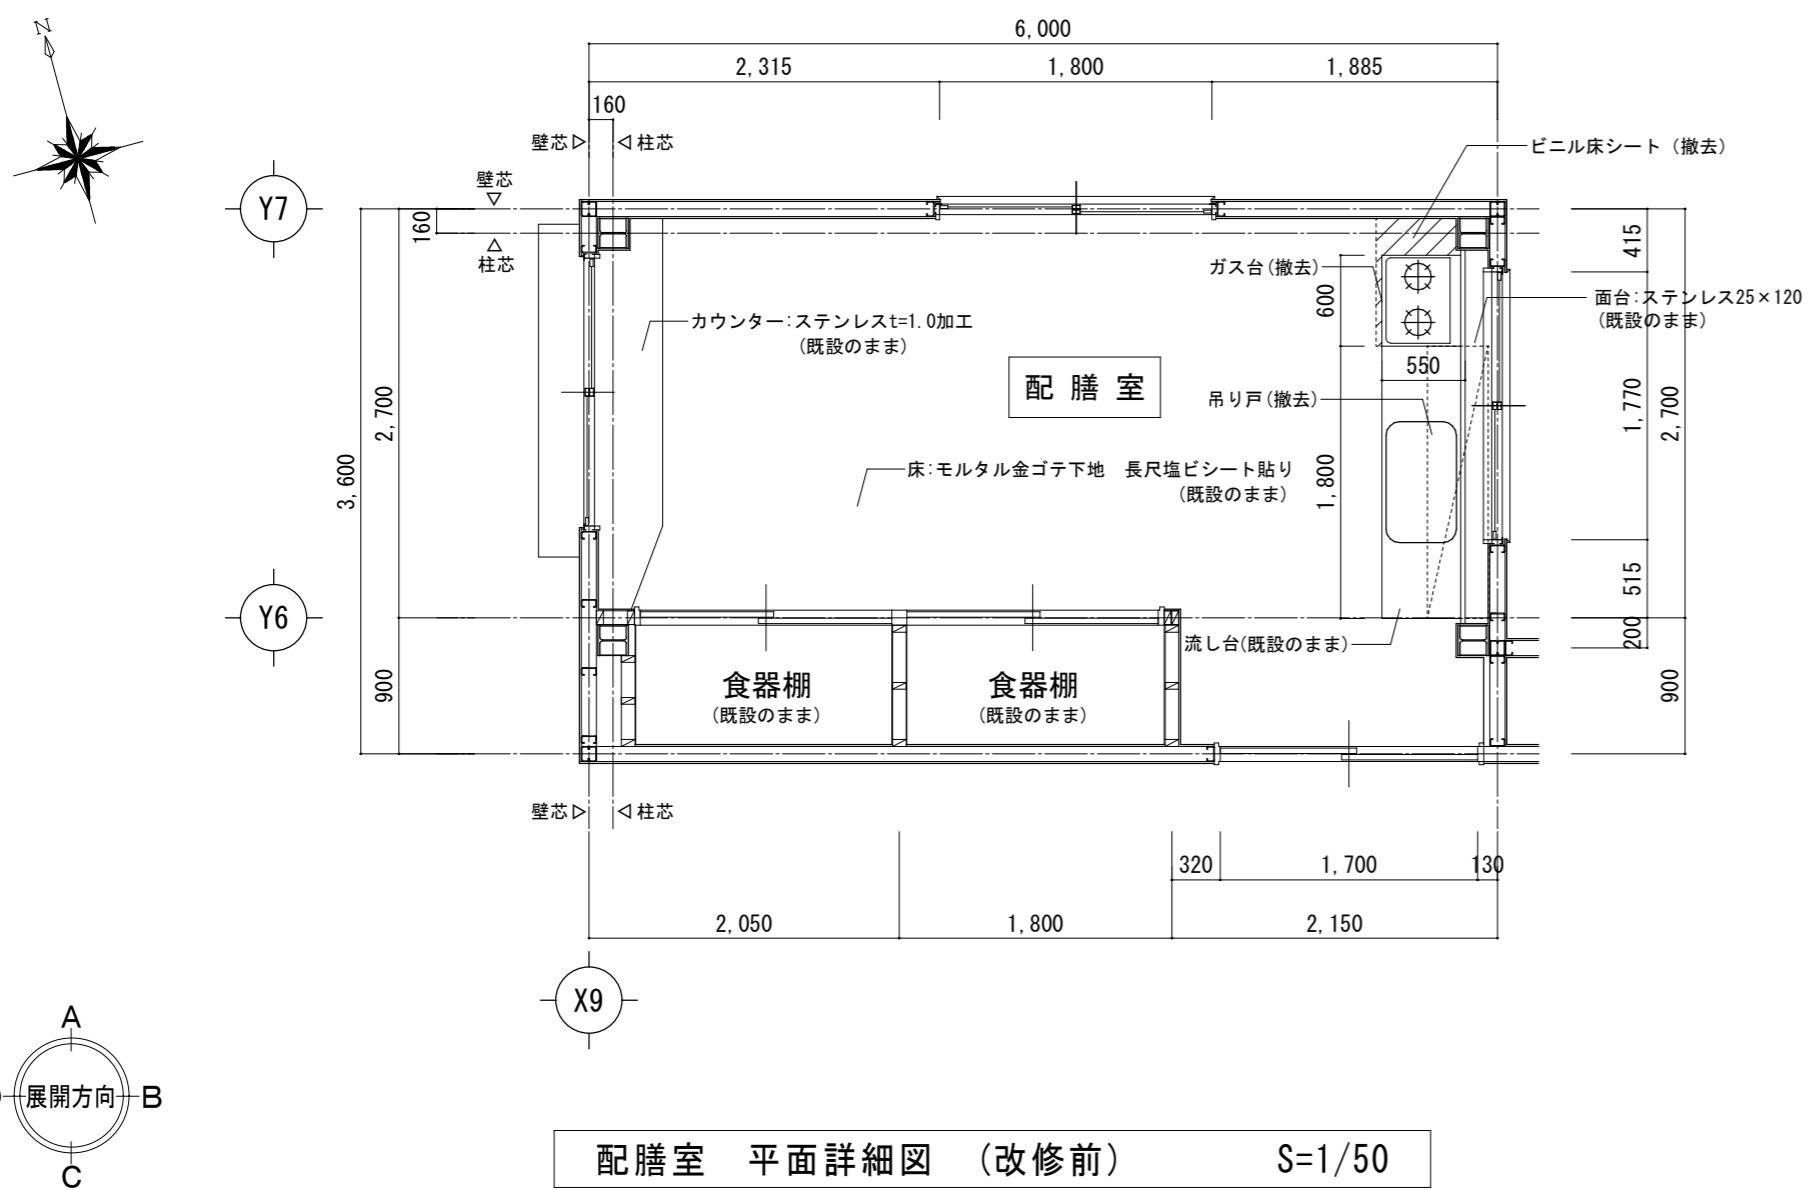 N
6,000
2,315
1,800
1,885
160
壁芯
柱芯
ビニル床シート (撤去)
壁芯
Y7
160
柱芯
415
ガス台(撤去)
600
面台:ステンレス25×120
(既設のまま)
カウンター:ステンレスt=1.0加工
(既設のまま)
550
配膳室
吊り戸(撤去)
2,700
1,770
2,700
3,600
床:モルタル金ゴテ下地 長尺塩ビシート貼り
(既設のまま)
1,800
515
Y6
200
流し台(既設のまま)
900
食器棚
(既設のまま)
食器棚
(既設のまま)
900
壁芯
柱芯
320
1,700
130
2,050
1,800
2,150
X9
A
展開方向
B
C
配膳室 平面詳細図 (改修前) S=1/50